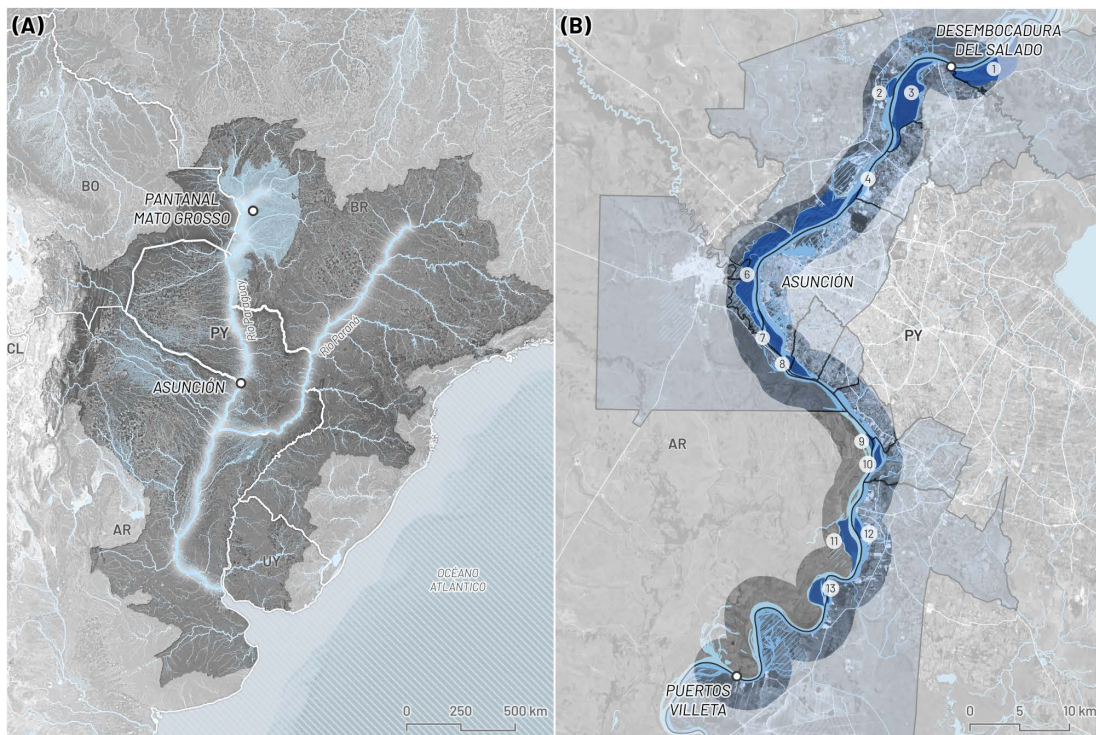 (A)
BO
PANTANAL
MATO GROSSO
BR
Río Paraguay
PY
Río Paraná
CL
ASUNCIÓN
AR
UY
OCÉANO
ATLÁNTICO
0 250 500 km
(B)
DESEMBOCADURA
DEL SALADO
1
2
3
4
6
ASUNCIÓN
PY
7
8
AR
9
10
11
12
13
PUERTOS
VILLETA
0 5 10 km